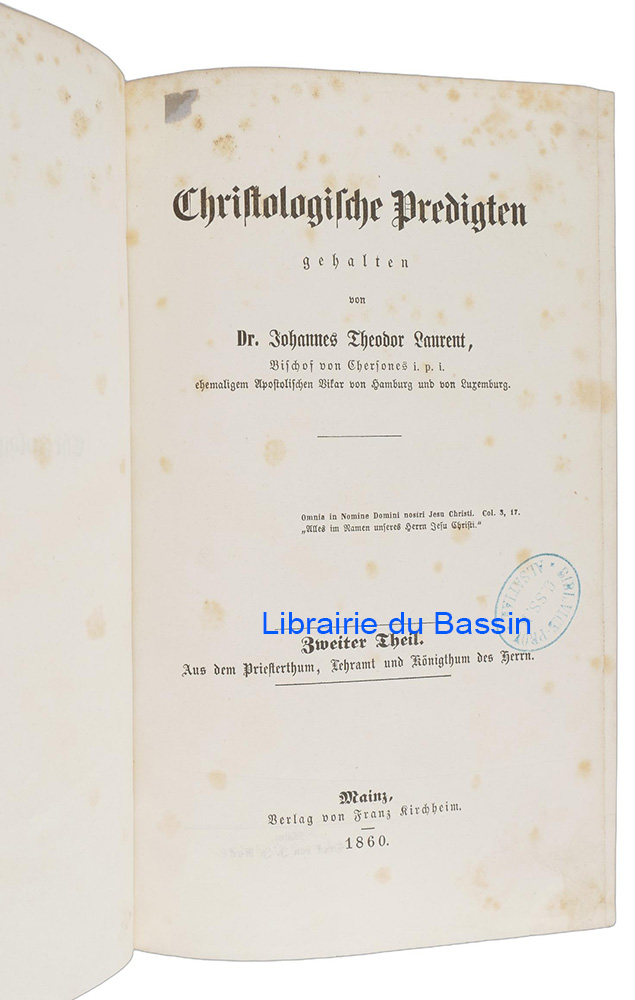 Christologische Predigten
gehalten
von
Dr. Johannes Theodor Laurent,
Bischof von Chersones i. p. i.
ehemaligem Apostolischen Vikar von Hamburg und von Luxemburg.
Omnia in Nomine Domini nostri Jesu Christi. Col. 3, 17.
„Alles im Namen unseres Herrn Jesu Christi.“
Librairie du Bassin
Zweiter Theil.
Aus dem Priesterthum, Lehramt und Königthum des Herrn.
Mainz,
Verlag von Franz Kirchheim.
1860.